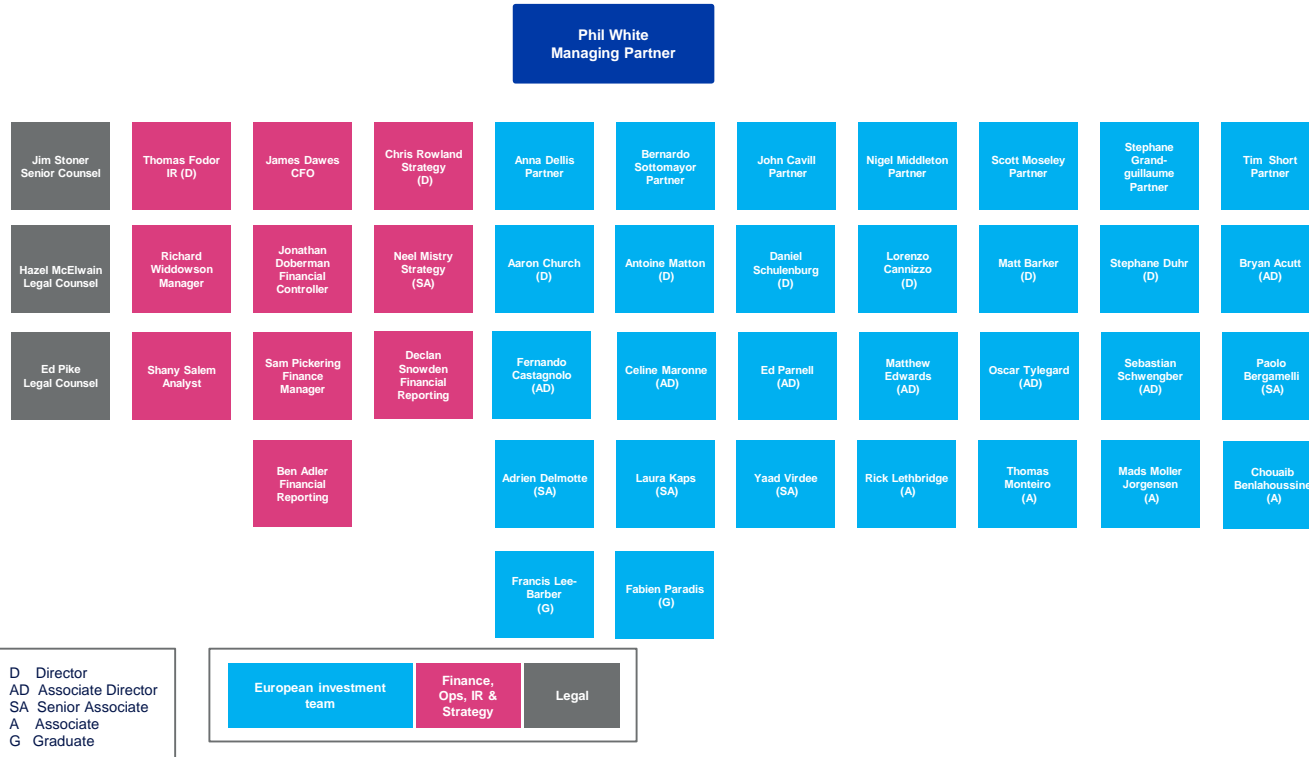 Phil White
Managing Partner
Jim Stoner
Senior Counsel
Thomas Fodor
IR (D)
James Dawes
CFO
Chris Rowland
Strategy
(D)
Anna Dellis
Partner
Bernardo
Sottomayor
Partner
John Cavill
Partner
Nigel Middleton
Partner
Scott Moseley
Partner
Stephane
Grand-
guillaume
Partner
Tim Short
Partner
Hazel McElwain
Legal Counsel
Richard
Widdowson
Manager
Jonathan
Doberman
Financial
Controller
Neel Mistry
Strategy
(SA)
Aaron Church
(D)
Antoine Matton
(D)
Daniel
Schulenburg
(D)
Lorenzo
Cannizzo
(D)
Matt Barker
(D)
Stephane Duhr
(D)
Bryan Acutt
(AD)
Ed Pike
Legal Counsel
Shany Salem
Analyst
Sam Pickering
Finance
Manager
Declan
Snowden
Financial
Reporting
Fernando
Castagnolo
(AD)
Celine Maronne
(AD)
Ed Parnell
(AD)
Matthew
Edwards
(AD)
Oscar Tylegard
(AD)
Sebastian
Schwengber
(AD)
Paolo
Bergamelli
(SA)
Ben Adler
Financial
Reporting
Adrien Delmotte
(SA)
Laura Kaps
(SA)
Yaad Virdee
(SA)
Rick Lethbridge
(A)
Thomas
Monteiro
(A)
Mads Moller
Jorgensen
(A)
Chouaib
Benlahoussine
(A)
Francis Lee-
Barber
(G)
Fabien Paradis
(G)
D Director
AD Associate Director
SA Senior Associate
A Associate
G Graduate
European investment
team
Finance,
Ops, IR &
Strategy
Legal